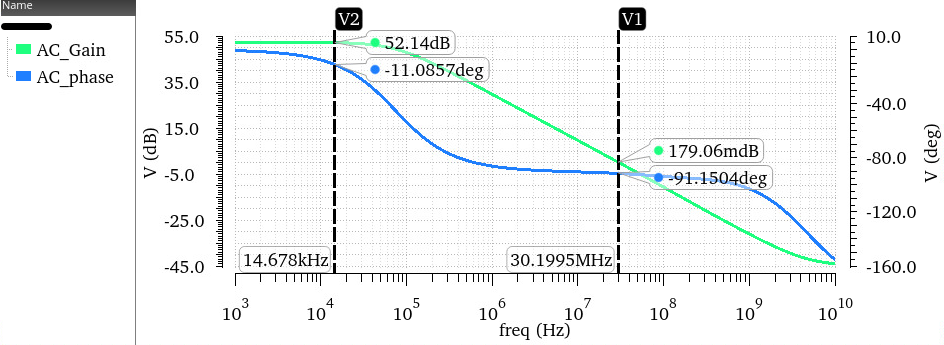 Name
AC_Gain
AC_phase
V2
V1
55.0
35.0
15.0
-5.0
-25.0
-45.0
V (dB)
52.14dB
-11.0857deg
179.06mdB
-91.1504deg
14.678kHz
30.1995MHz
10.0
-40.0
-80.0
-120.0
-160.0
V (deg)
10^3 10^4 10^5 10^6 10^7 10^8 10^9 10^10
freq (Hz)